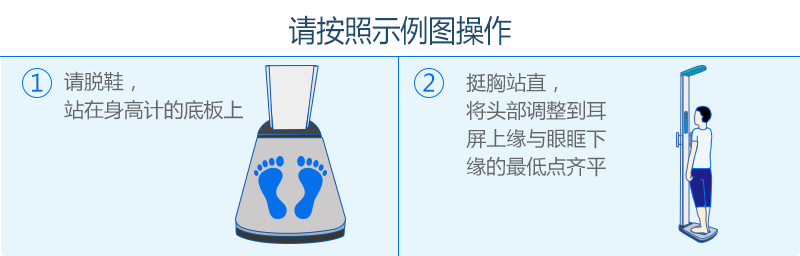 请按照示例图操作
1
请脱鞋，
站在身高计的底板上
2
挺胸站直，
将头部调整到耳
屏上缘与眼眶下
缘的最低点齐平